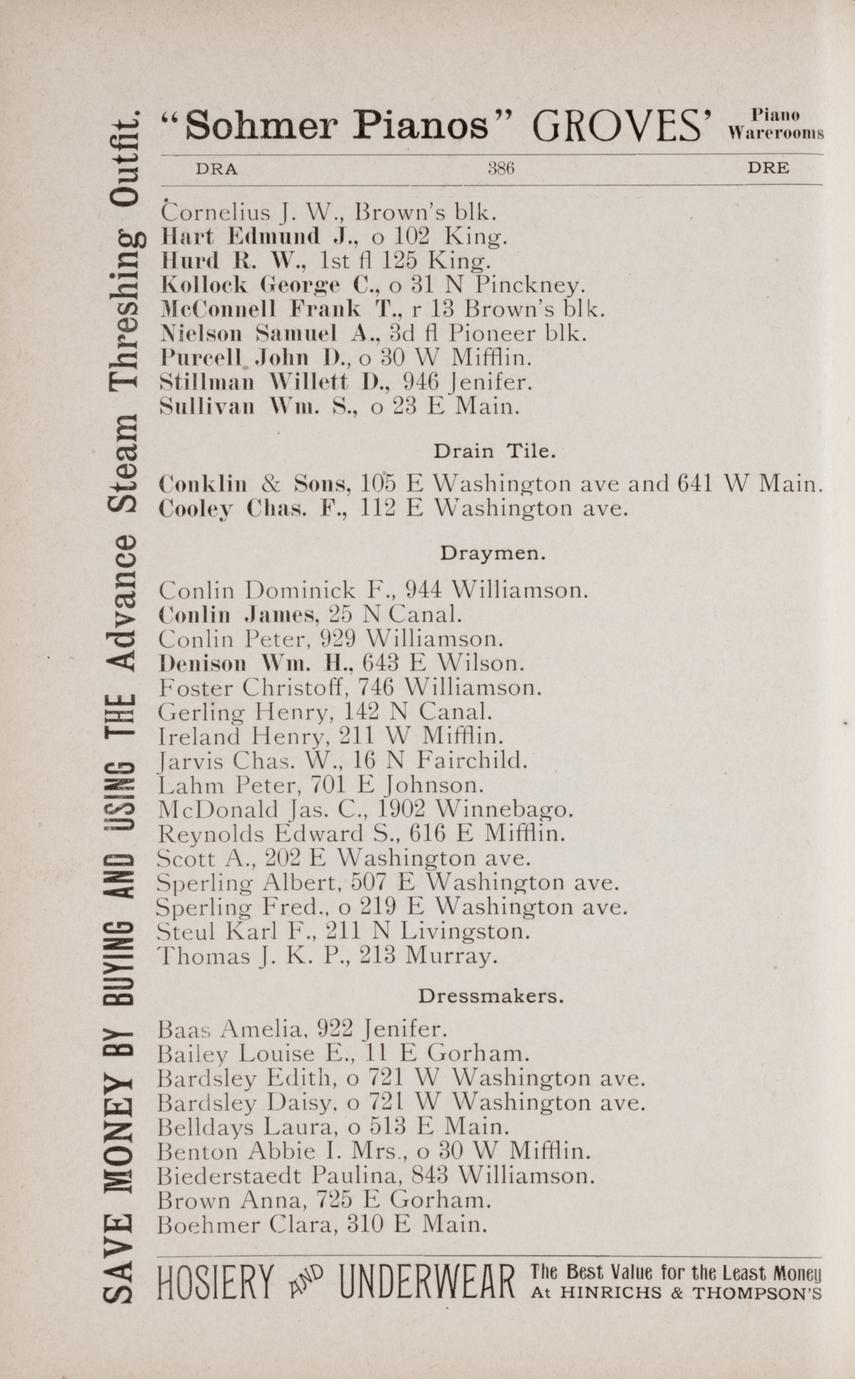 "Sohmer Pianos" GROVES' Piano Warerooms
DRA 386 DRE
Cornelius J. W., Brown's blk.
Hart Edmund J., o 102 King.
Hurd R. W., 1st fl 125 King.
Kollock George C., o 31 N Pinckney.
McConnell Frank T., r 13 Brown's blk.
Nielson Samuel A., 3d fl Pioneer blk.
Purcell John D., o 30 W Mifflin.
Stillman Willett D., 946 Jenifer.
Sullivan Wm. S., o 23 E Main.
Drain Tile.
Conklin & Sons, 105 E Washington ave and 641 W Main.
Cooley Chas. F., 112 E Washington ave.
Draymen.
Conlin Dominick F., 944 Williamson.
Conlin James, 25 N Canal.
Conlin Peter, 929 Williamson.
Denison Wm. H., 643 E Wilson.
Foster Christoff, 746 Williamson.
Gerling Henry, 142 N Canal.
Ireland Henry, 211 W Mifflin.
Jarvis Chas. W., 16 N Fairchild.
Lahm Peter, 701 E Johnson.
McDonald Jas. C., 1902 Winnebago.
Reynolds Edward S., 616 E Mifflin.
Scott A., 202 E Washington ave.
Sperling Albert, 507 E Washington ave.
Sperling Fred., o 219 E Washington ave.
Steul Karl F., 211 N Livingston.
Thomas J. K. P., 213 Murray.
Dressmakers.
Baas Amelia, 922 Jenifer.
Bailey Louise E., 11 E Gorham.
Bardsley Edith, o 721 W Washington ave.
Bardsley Daisy, o 721 W Washington ave.
Belldays Laura, o 513 E Main.
Benton Abbie I. Mrs., o 30 W Mifflin.
Biederstaedt Paulina, 843 Williamson.
Brown Anna, 725 E Gorham.
Boehmer Clara, 310 E Main.
HOSIERY AND UNDERWEAR The Best Value for the Least Money
At HINRICHS & THOMPSON'S
SAVE MONEY BY BUYING AND USING THE Advance Steam Threshing Outfit.